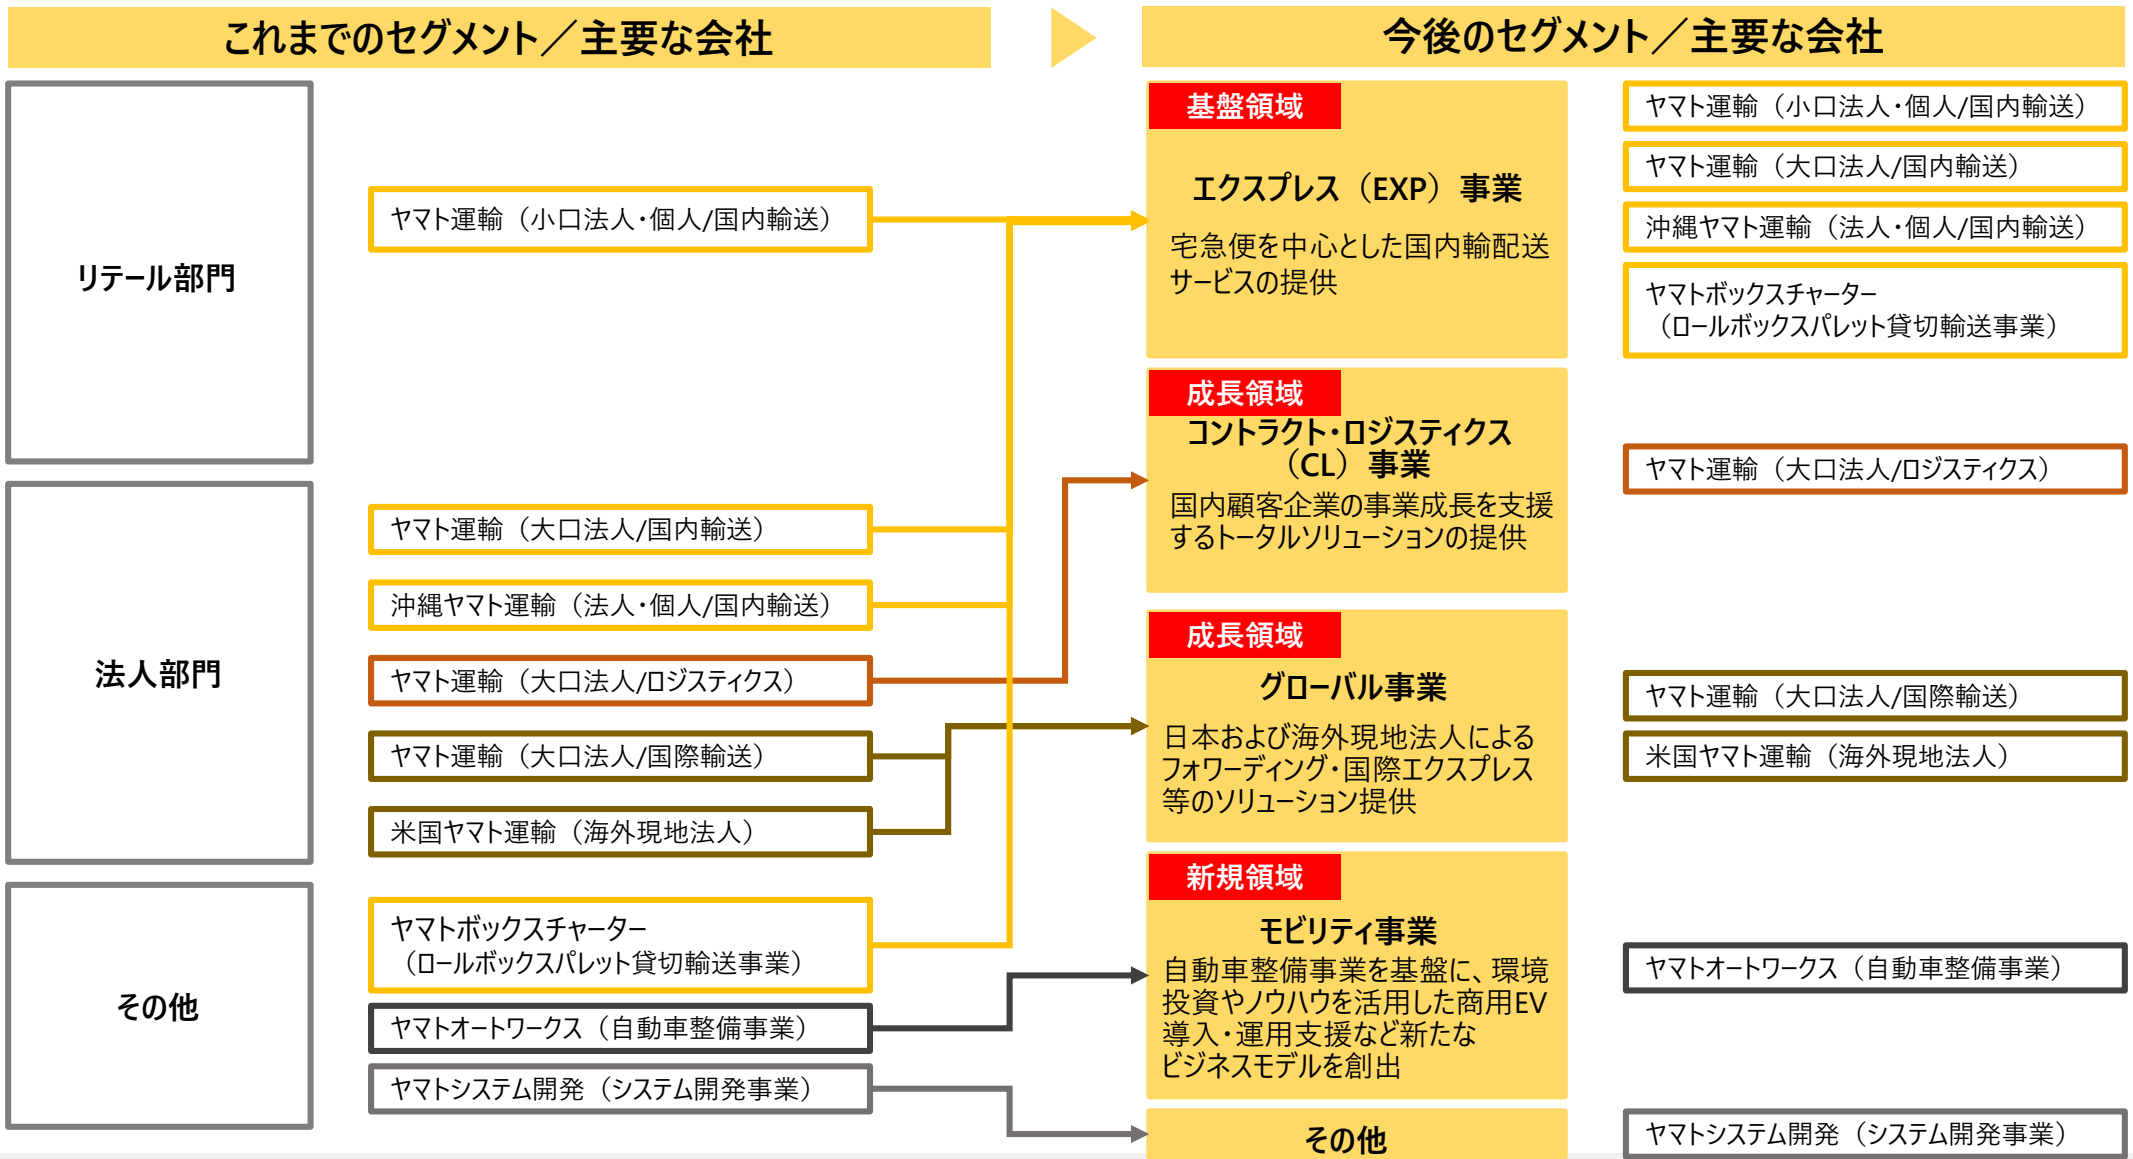 これまでのセグメント／主要な会社
今後のセグメント／主要な会社
リテール部門
ヤマト運輸（小口法人・個人/国内輸送）
法人部門
ヤマト運輸（大口法人/国内輸送）
沖縄ヤマト運輸（法人・個人/国内輸送）
ヤマト運輸（大口法人/ロジスティクス）
ヤマト運輸（大口法人/国際輸送）
米国ヤマト運輸（海外現地法人）
その他
ヤマトボックスチャーター
（ロールボックスパレット貸切輸送事業）
ヤマトオートワークス（自動車整備事業）
ヤマトシステム開発（システム開発事業）
基盤領域
エクスプレス（EXP）事業
宅急便を中心とした国内輸配送
サービスの提供
ヤマト運輸（小口法人・個人/国内輸送）
ヤマト運輸（大口法人/国内輸送）
沖縄ヤマト運輸（法人・個人/国内輸送）
ヤマトボックスチャーター
（ロールボックスパレット貸切輸送事業）
成長領域
コントラクト・ロジスティクス
（CL）事業
国内顧客企業の事業成長を支援
するトータルソリューションの提供
ヤマト運輸（大口法人/ロジスティクス）
成長領域
グローバル事業
日本および海外現地法人による
フォワーディング・国際エクスプレス
等のソリューション提供
ヤマト運輸（大口法人/国際輸送）
米国ヤマト運輸（海外現地法人）
新規領域
モビリティ事業
自動車整備事業を基盤に、環境
投資やノウハウを活用した商用EV
導入・運用支援など新たな
ビジネスモデルを創出
ヤマトオートワークス（自動車整備事業）
その他
ヤマトシステム開発（システム開発事業）